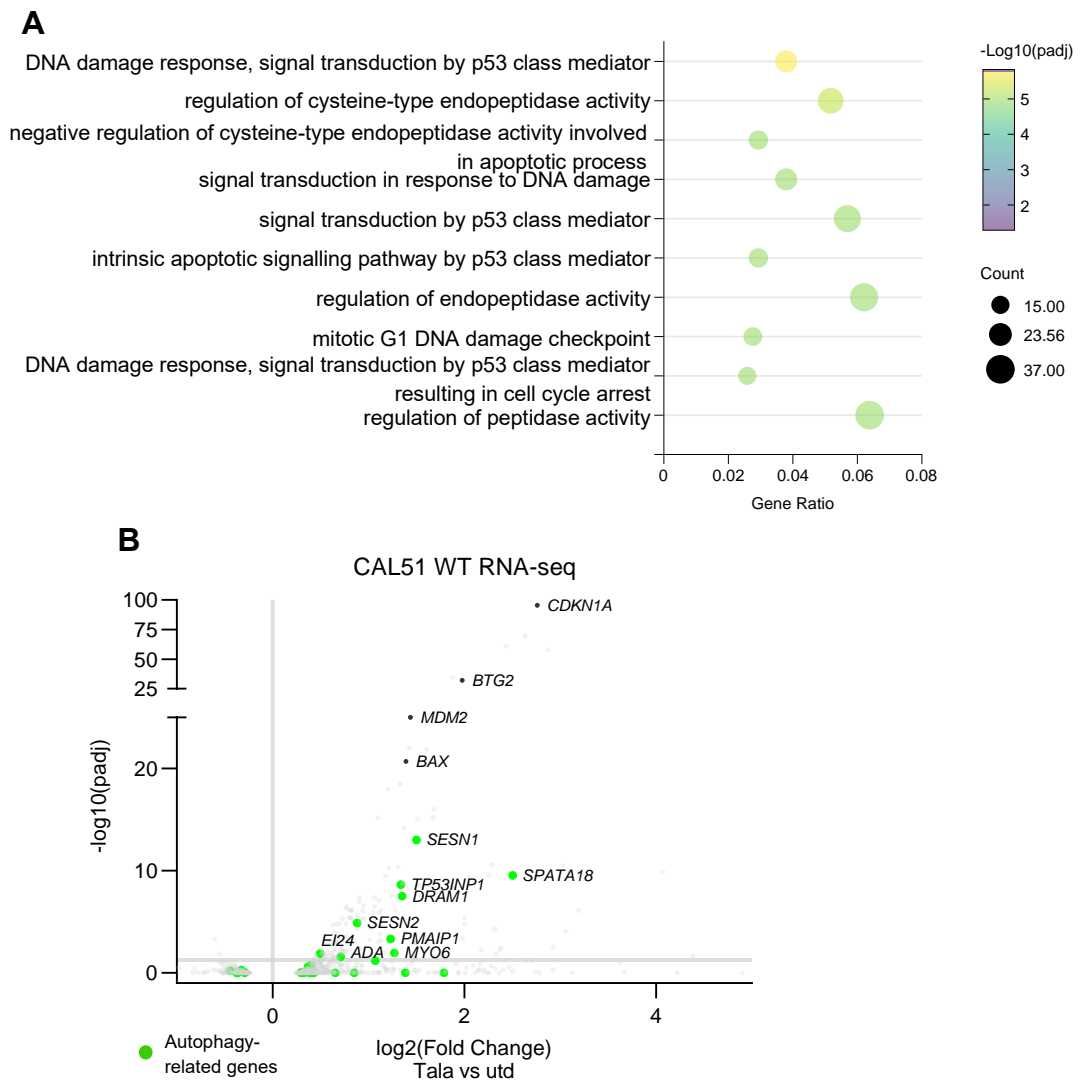 A
DNA damage response, signal transduction by p53 class mediator
regulation of cysteine-type endopeptidase activity
negative regulation of cysteine-type endopeptidase activity involved
in apoptotic process
signal transduction in response to DNA damage
signal transduction by p53 class mediator
intrinsic apoptotic signalling pathway by p53 class mediator
regulation of endopeptidase activity
mitotic G1 DNA damage checkpoint
DNA damage response, signal transduction by p53 class mediator
resulting in cell cycle arrest
regulation of peptidase activity
0 0.02 0.04 0.06 0.08
Gene Ratio
-Log10(padj)
5
4
3
2
Count
15.00
23.56
37.00
B
CAL51 WT RNA-seq
100
75
50
25
20
10
0
-log10(padj)
CDKN1A
BTG2
MDM2
BAX
SESN1
SPATA18
TP53INP1
DRAM1
SESN2
EI24
PMAIP1
ADA
MYO6
0 2 4
log2(Fold Change)
Tala vs utd
Autophagy-
related genes